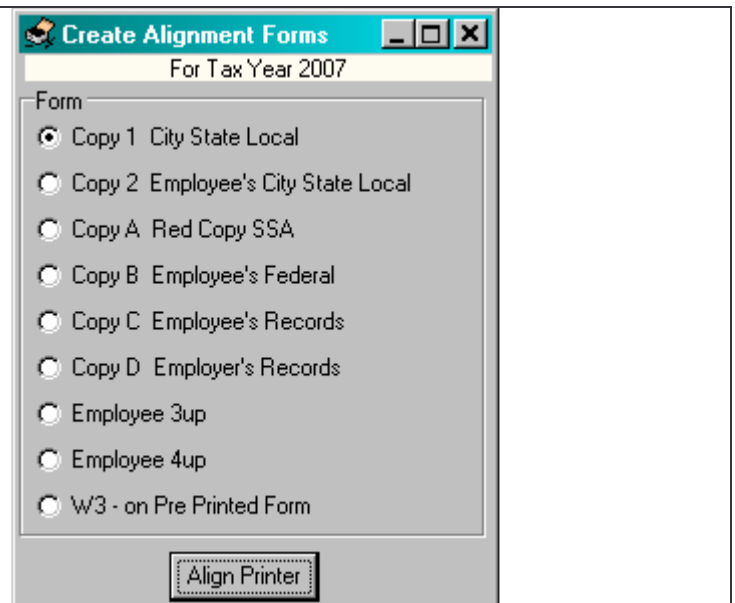 Create Alignment Forms
For Tax Year 2007
Form
Copy 1 City State Local
Copy 2 Employee's City State Local
Copy A Red Copy SSA
Copy B Employee's Federal
Copy C Employee's Records
Copy D Employer's Records
Employee 3up
Employee 4up
W3 - on Pre Printed Form
Align Printer